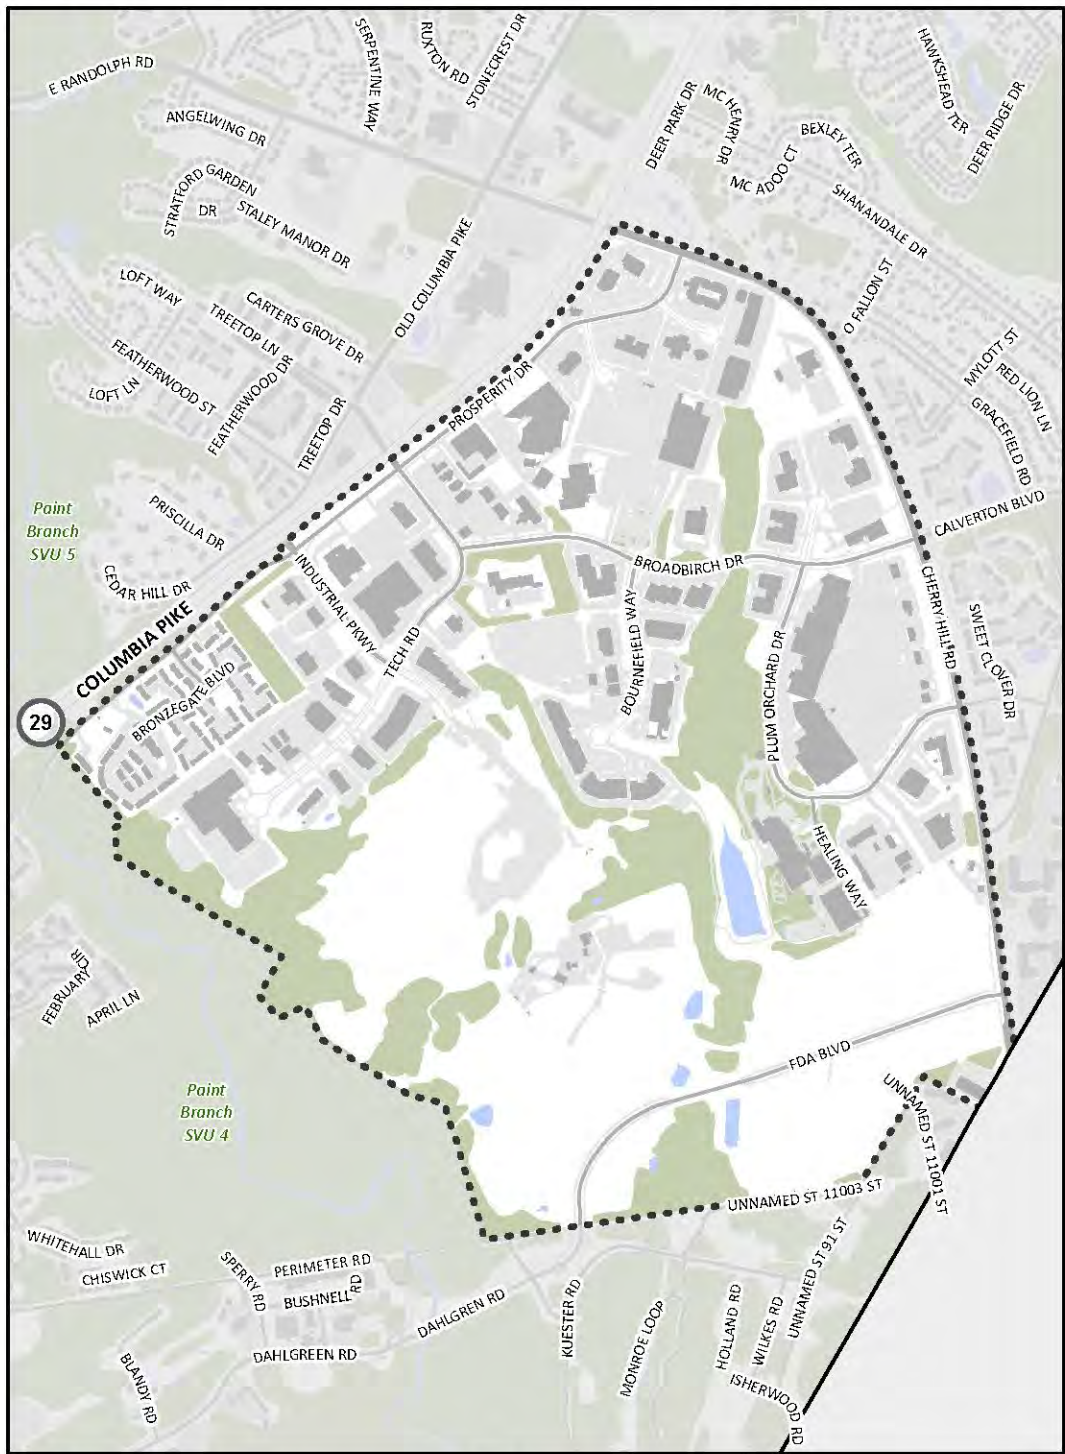 E RANDOLPH RD
SERPENTINE WAY
RUXTON RD
STONECREST DR
HAWKSHEAD TER
DEER RIDGE DR
DEER PARK DR
MC HENRY DR
BEXLEY TER
MC ADOO CT
SHANANDALE DR
ANGELWING DR
STRATFORD GARDEN
DR
STALEY MANOR DR
OLD COLUMBIA PIKE
O FALLON ST
LOFT WAY
TREETOP LN
CARTERS GROVE DR
FEATHERWOOD ST
FEATHERWOOD DR
LOFT LN
TREETOP DR
PROSPERITY DR
MYLOTT ST
RED LION LN
GRACEFIELD RD
CALVERTON BLVD
Paint
Branch
SVU 5
PRISCILLA DR
CEDAR HILL DR
INDUSTRIAL PKWY
BROADBIRCH DR
CHERRY HILL RD
SWEET CLOVER DR
COLUMBIA PIKE
29
BRONZEGATE BLVD
TECH RD
BOURNEFIELD WAY
PLUM ORCHARD DR
HEALING WAY
FEBRUARY
CIR
APRIL LN
FDA BLVD
UNNAMED ST 11001 ST
Paint
Branch
SVU 4
UNNAMED ST 11003 ST
UNNAMED ST 91 ST
WHITEHALL DR
CHISWICK CT
SPERRY RD
PERIMETER RD
BUSHNELL
RD
DAHLGREN RD
DAHLGREEN RD
BLANDY RD
KUESTER RD
MONROE LOOP
HOLLAND RD
WILKES RD
ISHERWOOD
RD